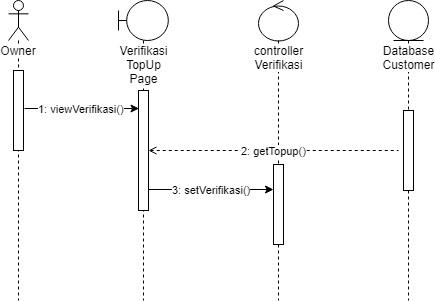 Owner
Verifikasi
TopUp
Page
controller
Verifikasi
Database
Customer
1: viewVerifikasi()
2: getTopup()
3: setVerifikasi()